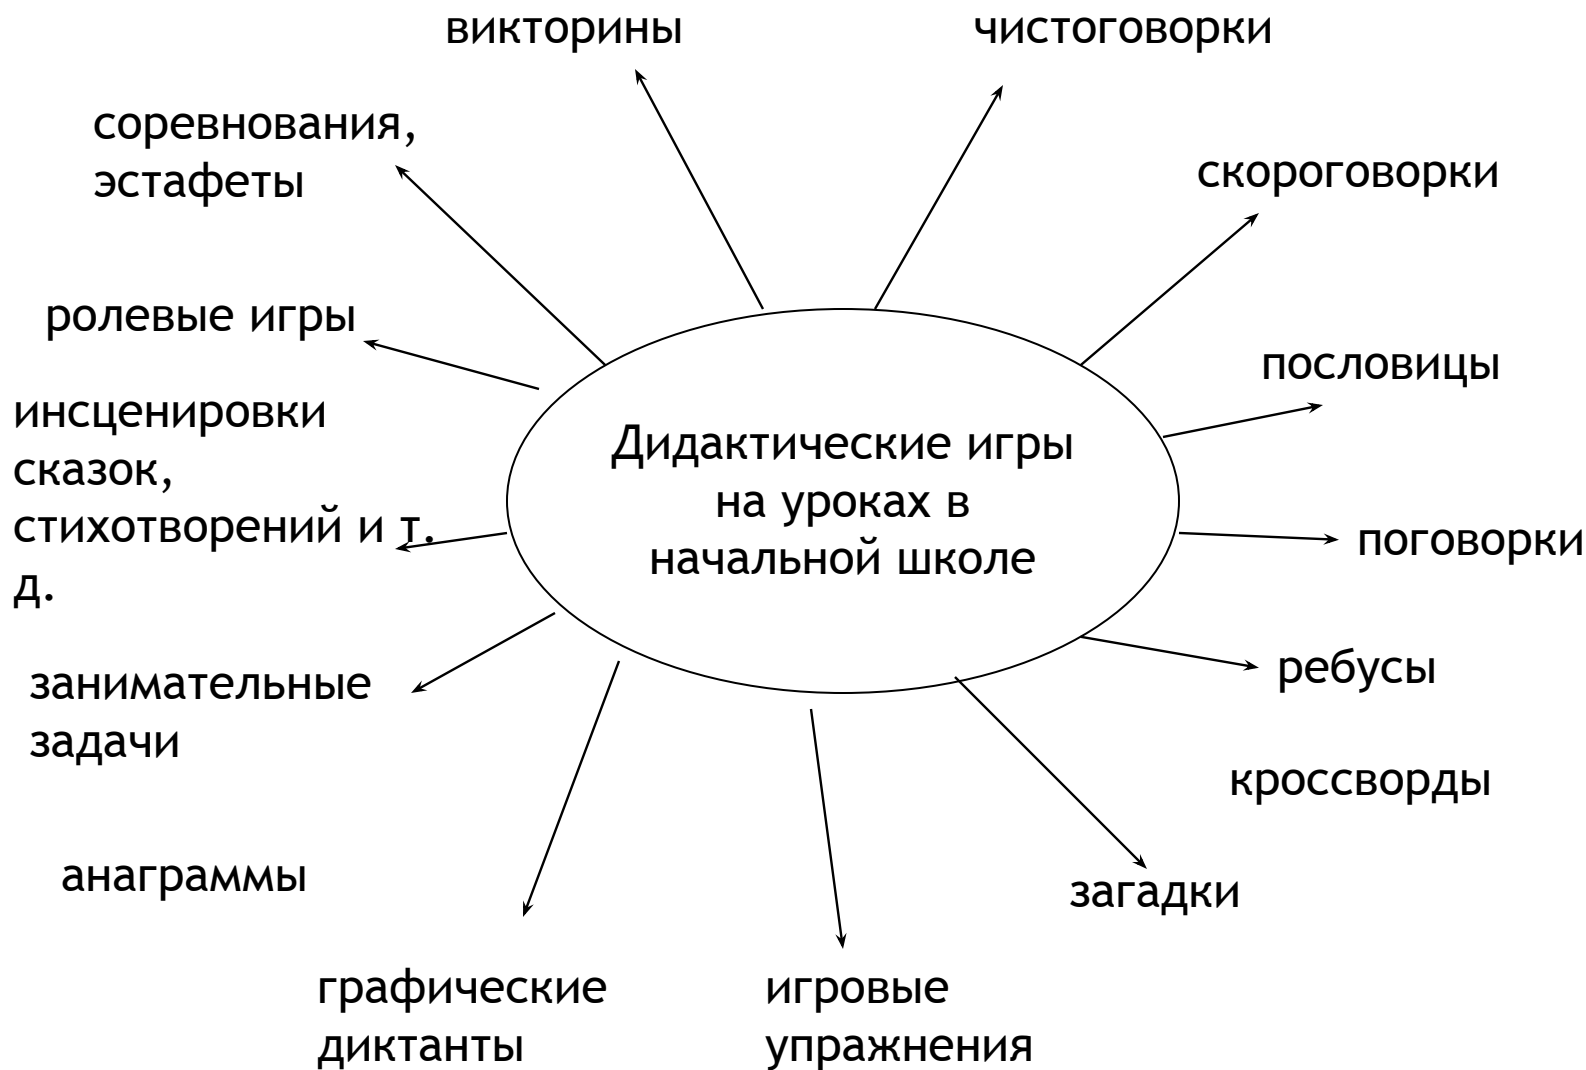 викторины
чистоговорки
соревнования,
эстафеты
скороговорки
ролевые игры
пословицы
инсценировки
сказок,
стихотворений и т.
д.
Дидактические игры
на уроках в
начальной школе
поговорки
ребусы
занимательные
задачи
кроссворды
анаграммы
загадки
графические
диктанты
игровые
упражнения